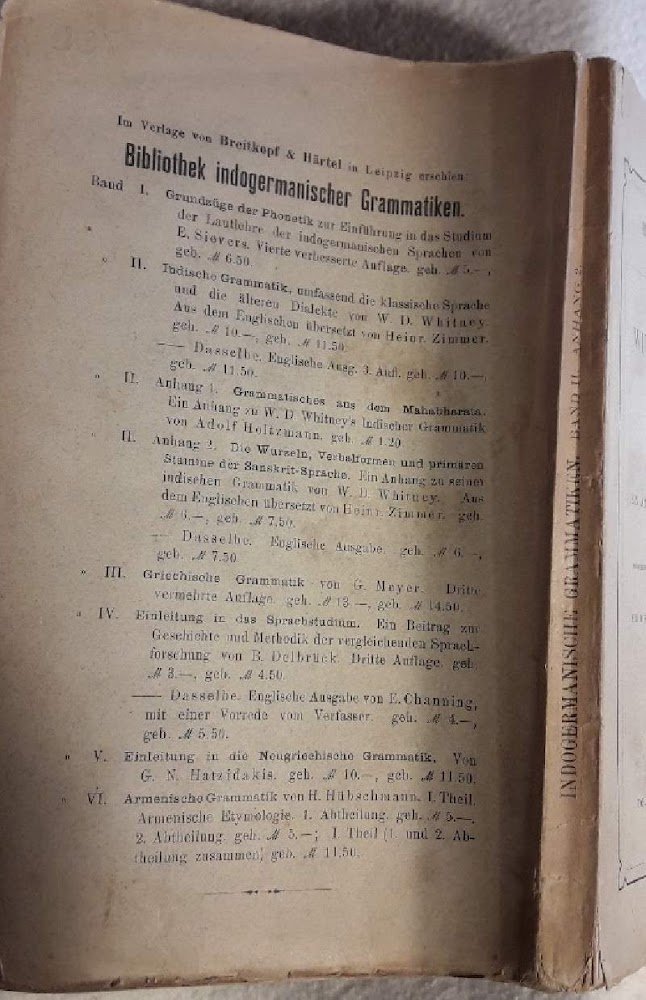 Im Verlage von Breitkopf & Härtel in Leipzig erschien:
Bibliothek indogermanischer Grammatiken.
Band I. Grundzüge der Phonetik zur Einführung in das Studium
der Lautlehre der indogermanischen Sprachen von
E. Sievers. Vierte verbesserte Auflage. geh. ℳ 5.—,
geb. ℳ 6.50.
" II. Indische Grammatik, umfassend die klassische Sprache
und die älteren Dialekte von W. D. Whitney.
Aus dem Englischen übersetzt von Heinr. Zimmer.
geh. ℳ 10.—, geb. ℳ 11.50.
—— Dasselbe. Englische Ausg. 3. Aufl. geh. ℳ 10.—,
geb. ℳ 11.50.
" II. Anhang 1. Grammatisches aus dem Mahabharata.
Ein Anhang zu W. D. Whitney's Indischer Grammatik
von Adolf Holtzmann. geh. ℳ 1.20.
II. Anhang 2. Die Wurzeln, Verbalformen und primären
Stämme der Sanskrit-Sprache. Ein Anhang zu seiner
indischen Grammatik von W. D. Whitney. Aus
dem Englischen übersetzt von Heinr. Zimmer. geh.
ℳ 6.—, geb. ℳ 7.50.
—— Dasselbe. Englische Ausgabe. geh. ℳ 6.—,
geb. ℳ 7.50
" III. Griechische Grammatik von G. Meyer. Dritte
vermehrte Auflage. geh. ℳ 13.—, geb. ℳ 14.50.
" IV. Einleitung in das Sprachstudium. Ein Beitrag zur
Geschichte und Methodik der vergleichenden Sprach-
forschung von B. Delbrück. Dritte Auflage. geh.
ℳ 3.—, geb. ℳ 4.50.
—— Dasselbe. Englische Ausgabe von E. Channing,
mit einer Vorrede vom Verfasser. geh. ℳ 4.—,
geb. ℳ 5.50.
" V. Einleitung in die Neugriechische Grammatik. Von
G. N. Hatzidakis. geh. ℳ 10.—, geb. ℳ 11.50.
" VI. Armenische Grammatik von H. Hübschmann. I. Theil.
Armenische Etymologie. 1. Abtheilung. geh. ℳ 5.—.
2. Abtheilung. geh. ℳ 5.—; I. Theil (1. und 2. Ab-
theilung zusammen) geb. ℳ 11.50.
INDOGERMANISCHE GRAMMATIKEN. BAND II. ANHANG 2